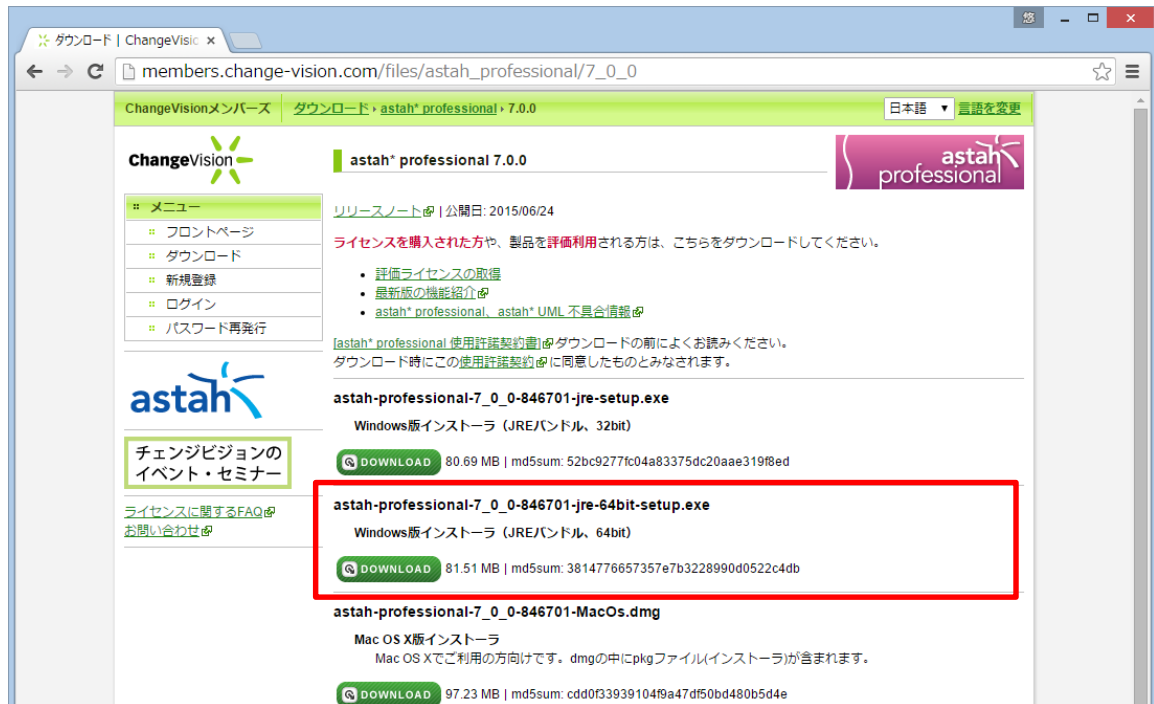 悠
ダウンロード | ChangeVisic
members.change-vision.com/files/astah_professional/7_0_0
ChangeVisionメンバーズ ダウンロード › astah* professional › 7.0.0 日本語 言語を変更
ChangeVision
astah* professional 7.0.0
astah professional
メニュー
フロントページ
ダウンロード
新規登録
ログイン
パスワード再発行
astah
チェンジビジョンの
イベント・セミナー
ライセンスに関するFAQ
お問い合わせ
リリースノート | 公開日: 2015/06/24
ライセンスを購入された方や、製品を評価利用される方は、こちらをダウンロードしてください。
評価ライセンスの取得
最新版の機能紹介
astah* professional、astah* UML 不具合情報
[astah* professional 使用許諾契約書]ダウンロードの前によくお読みください。
ダウンロード時にこの使用許諾契約に同意したものとみなされます。
astah-professional-7_0_0-846701-jre-setup.exe
Windows版インストーラ（JREバンドル、32bit）
DOWNLOAD 80.69 MB | md5sum: 52bc9277fc04a83375dc20aae319f8ed
astah-professional-7_0_0-846701-jre-64bit-setup.exe
Windows版インストーラ（JREバンドル、64bit）
DOWNLOAD 81.51 MB | md5sum: 3814776657357e7b3228990d0522c4db
astah-professional-7_0_0-846701-MacOs.dmg
Mac OS X版インストーラ
Mac OS Xでご利用の方向けです。dmgの中にpkgファイル(インストーラ)が含まれます。
DOWNLOAD 97.23 MB | md5sum: cdd0f33939104f9a47df50bd480b5d4e